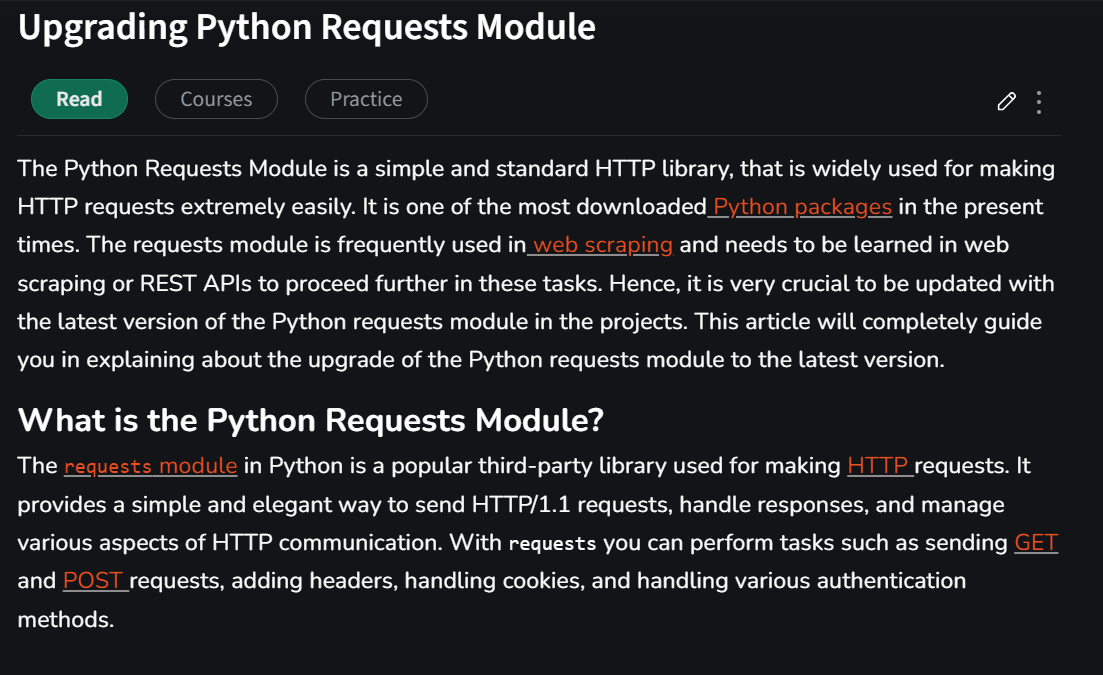 Upgrading Python Requests Module
Read Courses Practice
The Python Requests Module is a simple and standard HTTP library, that is widely used for making
HTTP requests extremely easily. It is one of the most downloaded Python packages in the present
times. The requests module is frequently used in web scraping and needs to be learned in web
scraping or REST APIs to proceed further in these tasks. Hence, it is very crucial to be updated with
the latest version of the Python requests module in the projects. This article will completely guide
you in explaining about the upgrade of the Python requests module to the latest version.
What is the Python Requests Module?
The requests module in Python is a popular third-party library used for making HTTP requests. It
provides a simple and elegant way to send HTTP/1.1 requests, handle responses, and manage
various aspects of HTTP communication. With requests you can perform tasks such as sending GET
and POST requests, adding headers, handling cookies, and handling various authentication
methods.